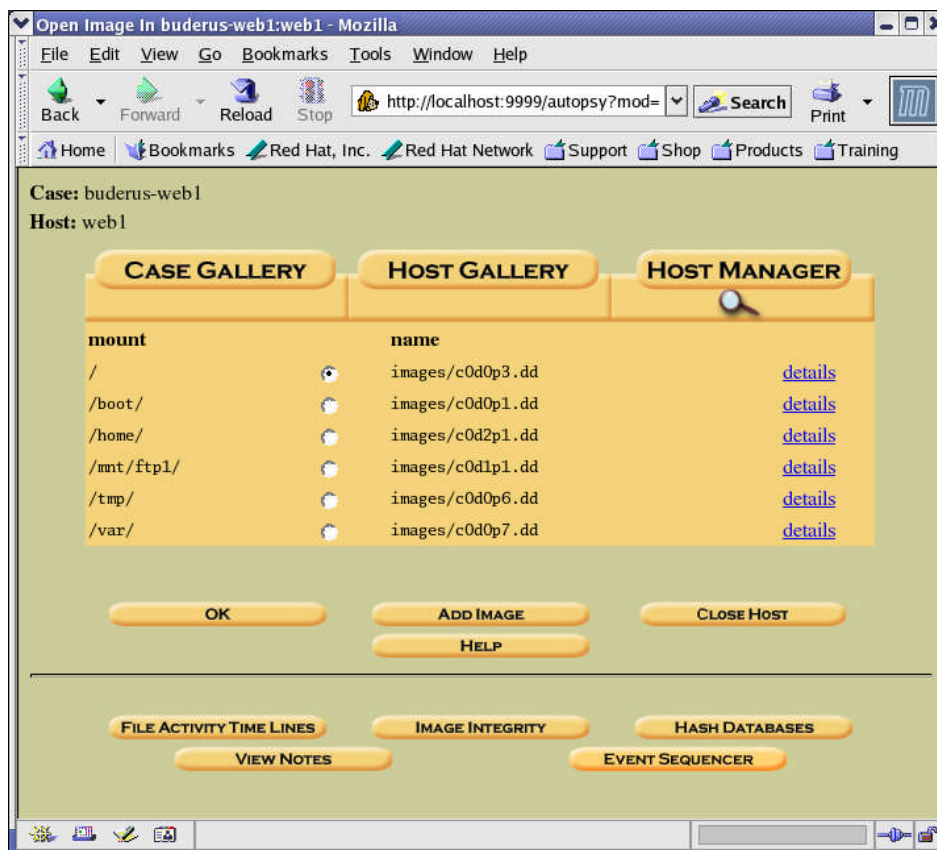 Open Image In buderus-web1:web1 - Mozilla
File Edit View Go Bookmarks Tools Window Help
Back Forward Reload Stop http://localhost:9999/autopsy?mod= Search Print
Home Bookmarks Red Hat, Inc. Red Hat Network Support Shop Products Training
Case: buderus-web1
Host: web1
CASE GALLERY HOST GALLERY HOST MANAGER
mount name
/ images/c0d0p3.dd details
/boot/ images/c0d0p1.dd details
/home/ images/c0d2p1.dd details
/mnt/ftp1/ images/c0d1p1.dd details
/tmp/ images/c0d0p6.dd details
/var/ images/c0d0p7.dd details
OK ADD IMAGE CLOSE HOST
HELP
FILE ACTIVITY TIME LINES IMAGE INTEGRITY HASH DATABASES
VIEW NOTES EVENT SEQUENCER